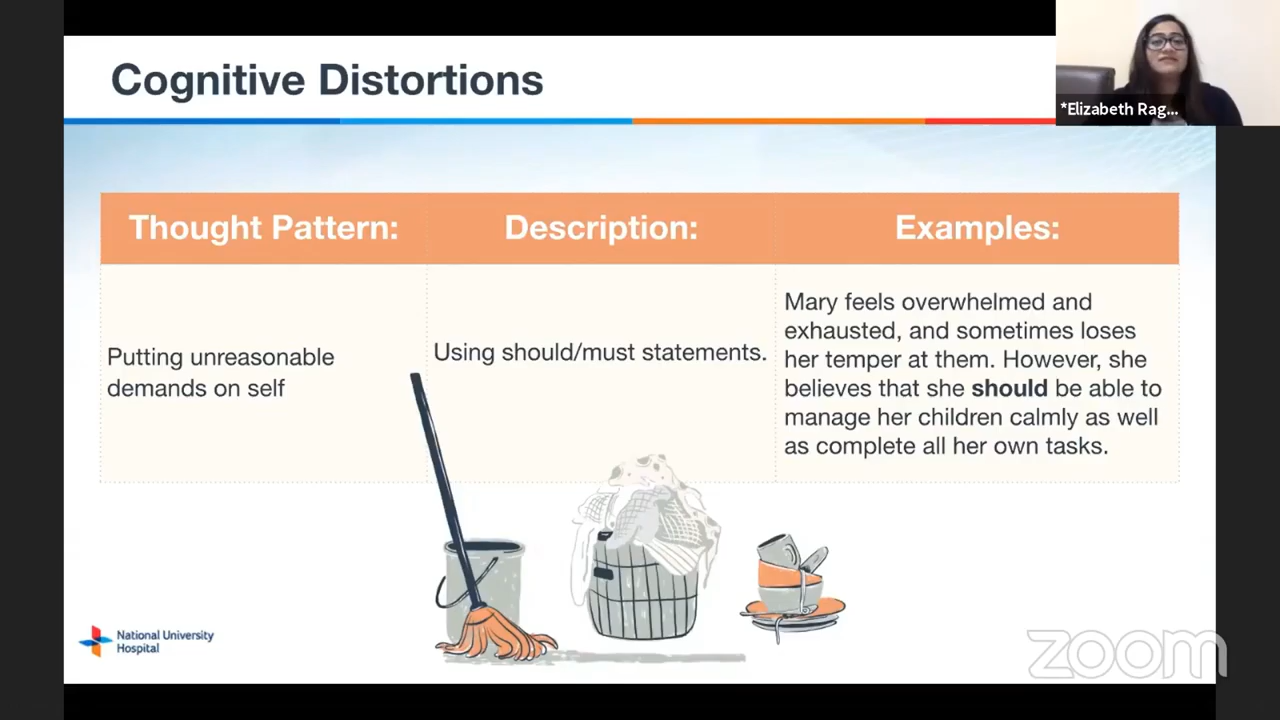 Cognitive Distortions
*Elizabeth Rag...
Thought Pattern:
Description:
Examples:
Putting unreasonable
demands on self
Using should/must statements.
Mary feels overwhelmed and
exhausted, and sometimes loses
her temper at them. However, she
believes that she should be able to
manage her children calmly as well
as complete all her own tasks.
National University
Hospital
zoom